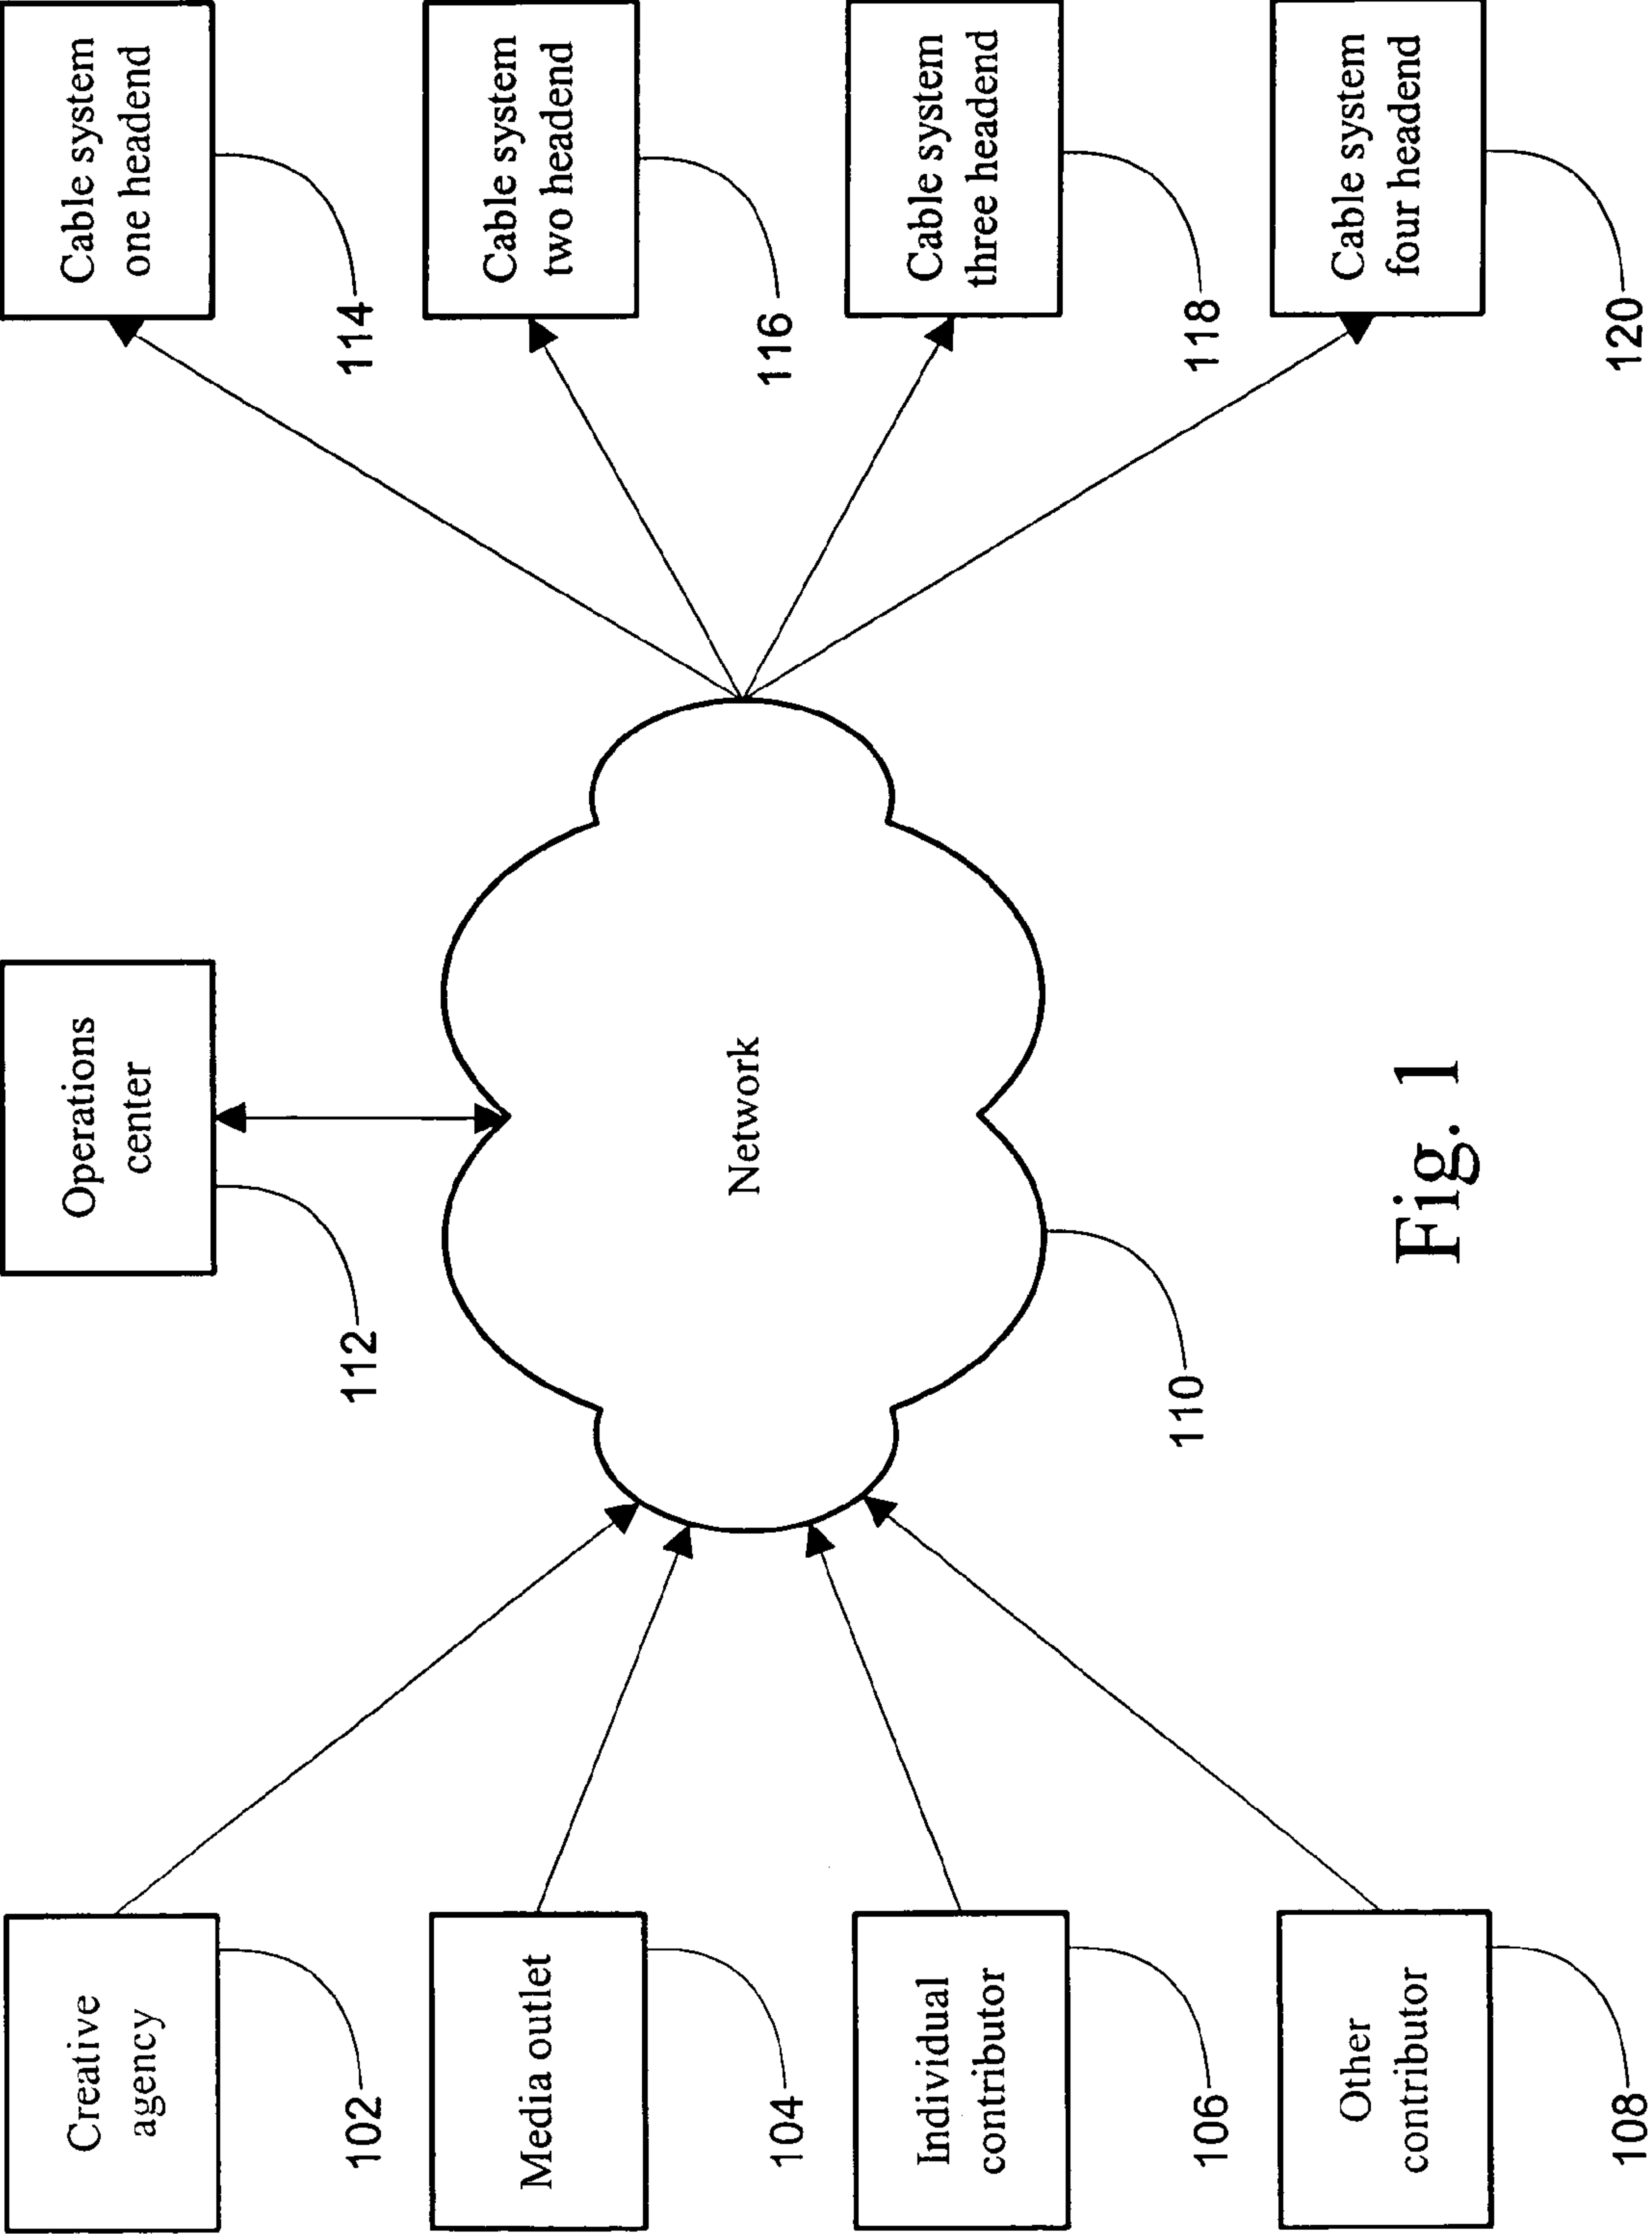 Creative
agency
102
Media outlet
104
Individual
contributor
106
Other
contributor
108
Operations
center
112
Network
110
Cable system
one headend
114
Cable system
two headend
116
Cable system
three headend
118
Cable system
four headend
120
Fig. 1